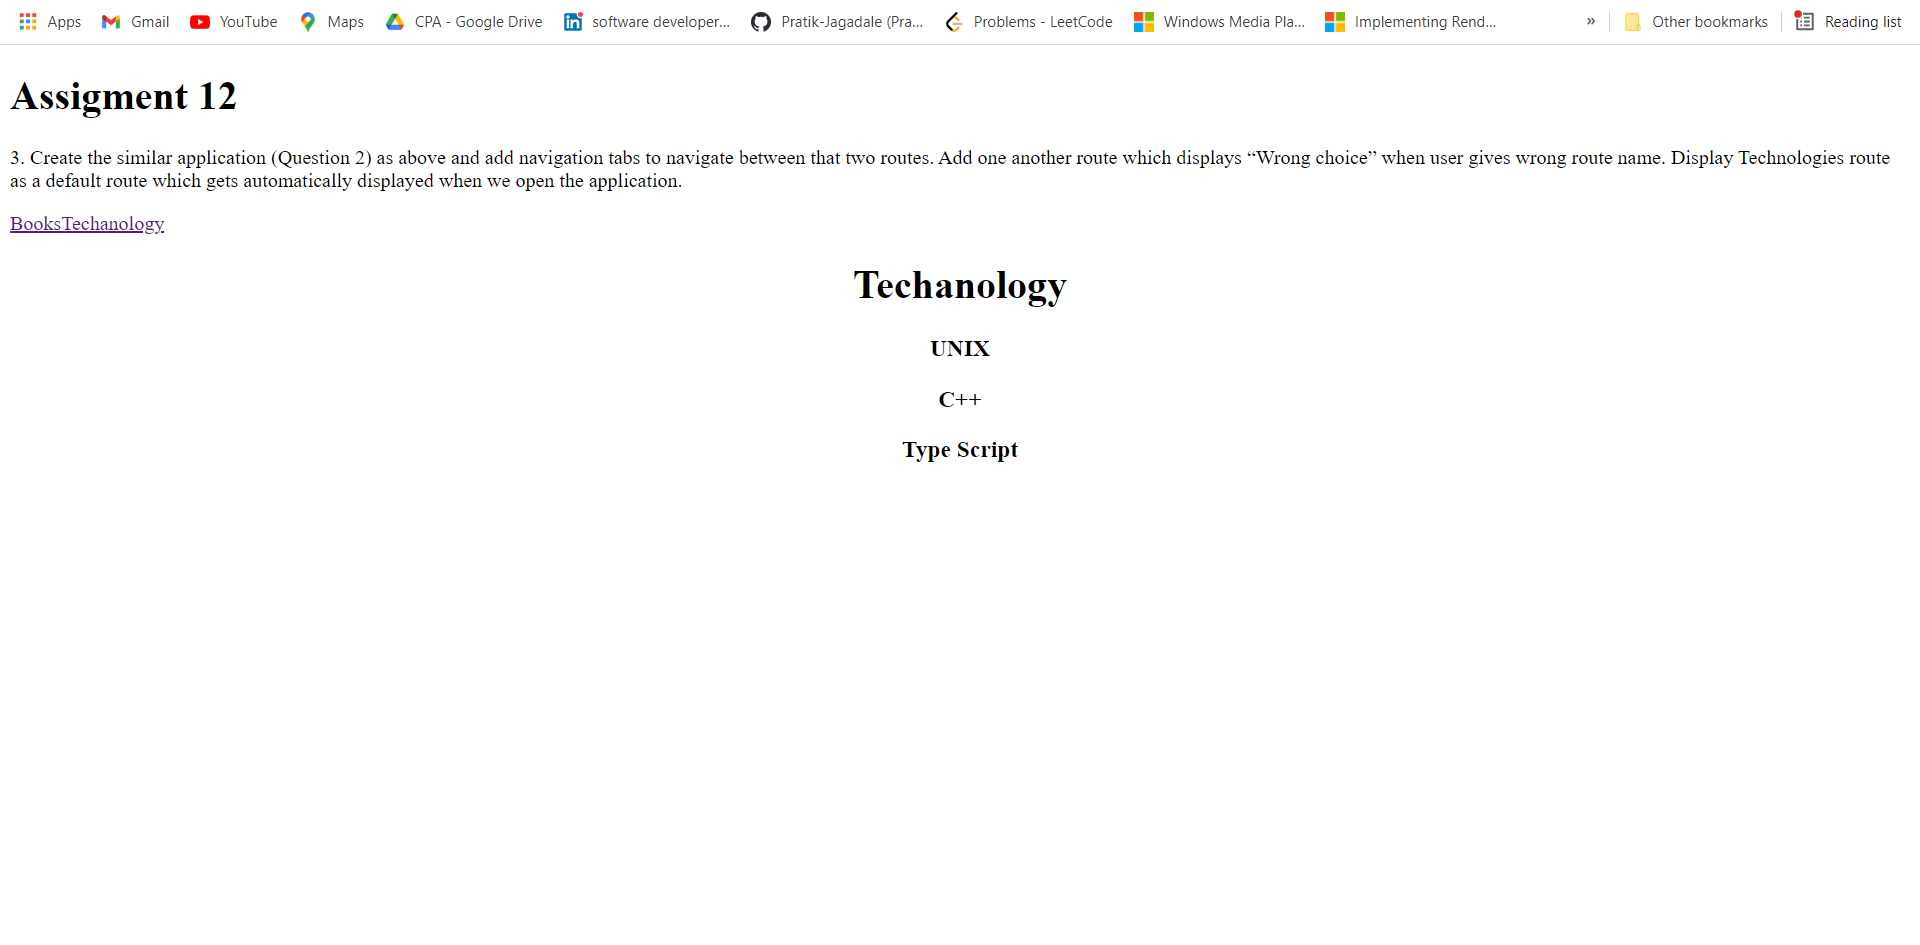 Apps Gmail YouTube Maps CPA - Google Drive software developer... Pratik-Jagadale (Pra... Problems - LeetCode Windows Media Pla... Implementing Rend... » Other bookmarks Reading list
Assigment 12
3. Create the similar application (Question 2) as above and add navigation tabs to navigate between that two routes. Add one another route which displays “Wrong choice” when user gives wrong route name. Display Technologies route
as a default route which gets automatically displayed when we open the application.
BooksTechanology
Techanology
UNIX
C++
Type Script